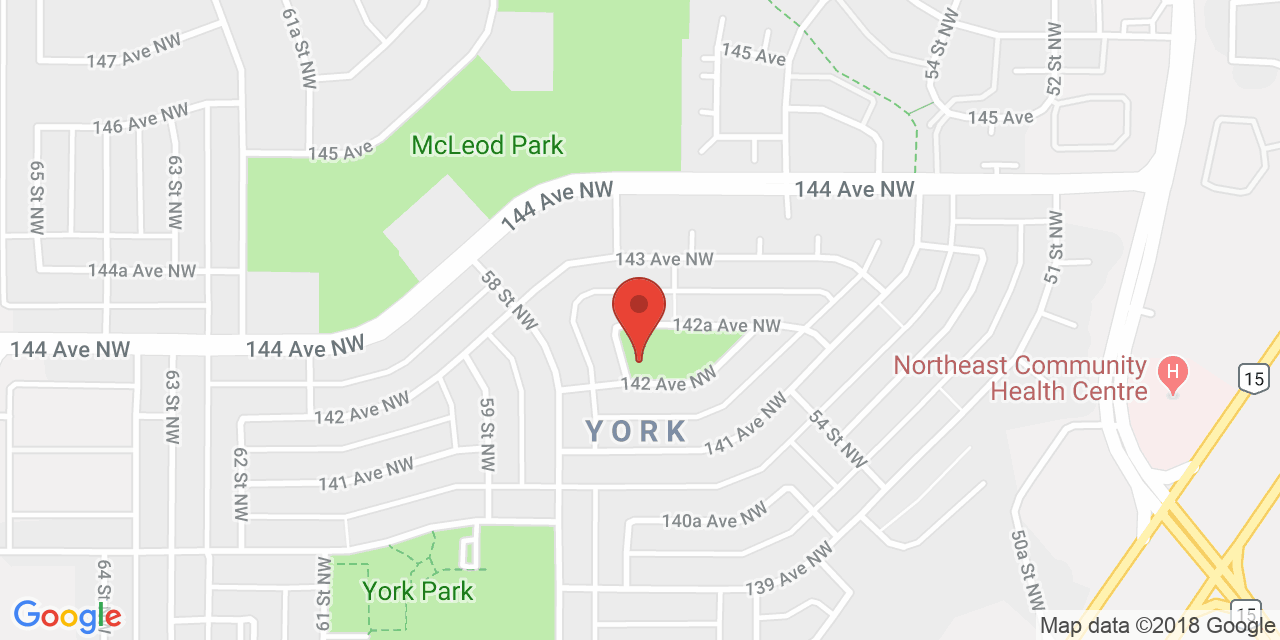 61a St NW
54 St NW
52 St NW
147 Ave NW
145 Ave
146 Ave NW
145 Ave
McLeod Park
145 Ave
65 St NW
63 St NW
144 Ave NW
144 Ave NW
51 St NW
144a Ave NW
143 Ave NW
58 St NW
142a Ave NW
144 Ave NW
144 Ave NW
Northeast Community
Health Centre
H
15
142 Ave NW
63 St NW
142 Ave NW
59 St NW
141 Ave NW
54 St NW
YORK
62 St NW
141 Ave NW
140a Ave NW
50a St NW
139 Ave NW
64 St NW
61 St NW
York Park
Google
15
Map data ©2018 Google